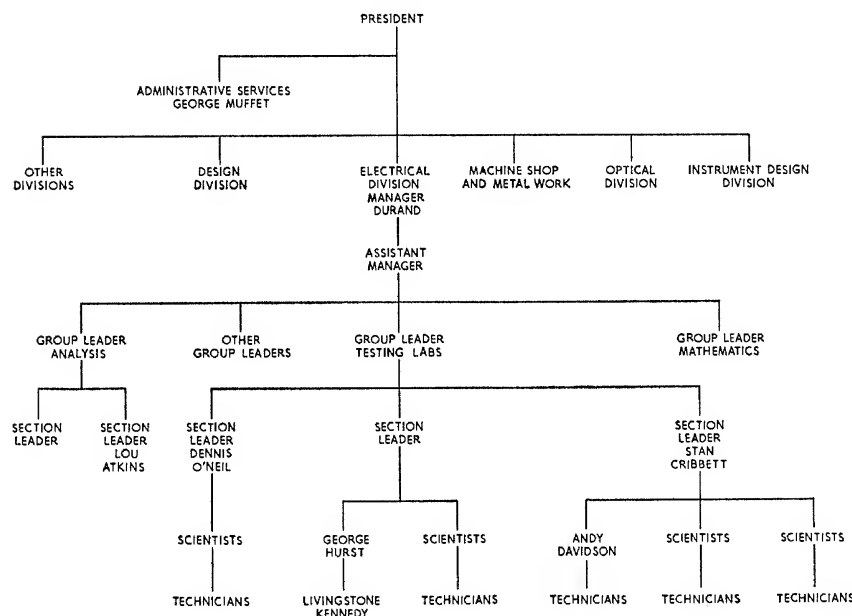 PRESIDENT
ADMINISTRATIVE SERVICES
GEORGE MUFFET
OTHER
DIVISIONS
DESIGN
DIVISION
ELECTRICAL
DIVISION
MANAGER
DURAND
MACHINE SHOP
AND METAL WORK
OPTICAL
DIVISION
INSTRUMENT DESIGN
DIVISION
ASSISTANT
MANAGER
GROUP LEADER
ANALYSIS
OTHER
GROUP LEADERS
GROUP LEADER
TESTING LABS
GROUP LEADER
MATHEMATICS
SECTION
LEADER
SECTION
LEADER
LOU
ATKINS
SECTION
LEADER
DENNIS
O'NEIL
SECTION
LEADER
SECTION
LEADER
STAN
CRIBBETT
SCIENTISTS
GEORGE
HURST
SCIENTISTS
ANDY
DAVIDSON
SCIENTISTS
SCIENTISTS
TECHNICIANS
LIVINGSTONE
KENNEDY
TECHNICIANS
TECHNICIANS
TECHNICIANS
TECHNICIANS